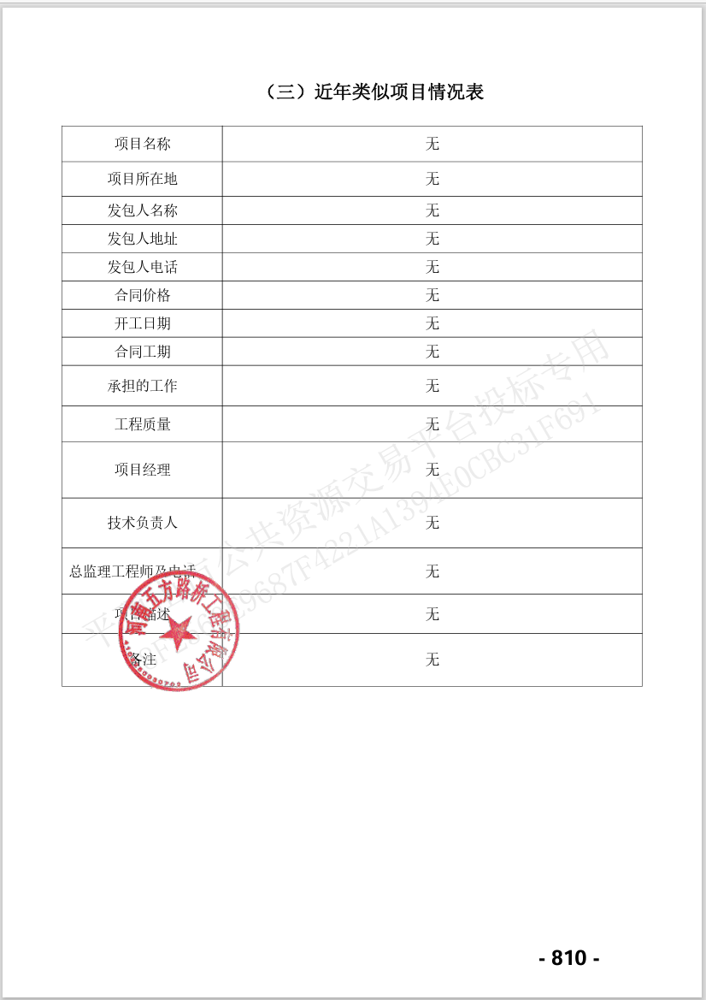 （三）近年类似项目情况表
项目名称 无
项目所在地 无
发包人名称 无
发包人地址 无
发包人电话 无
合同价格 无
开工日期 无
合同工期 无
承担的工作 无
工程质量 无
项目经理 无
技术负责人 无
总监理工程师及电话 无
项目描述 无
备注 无
河南五方路桥工程有限公司
公共资源交易平台投标专用
9687F4221A1394E0CBC31F691
- 810 -